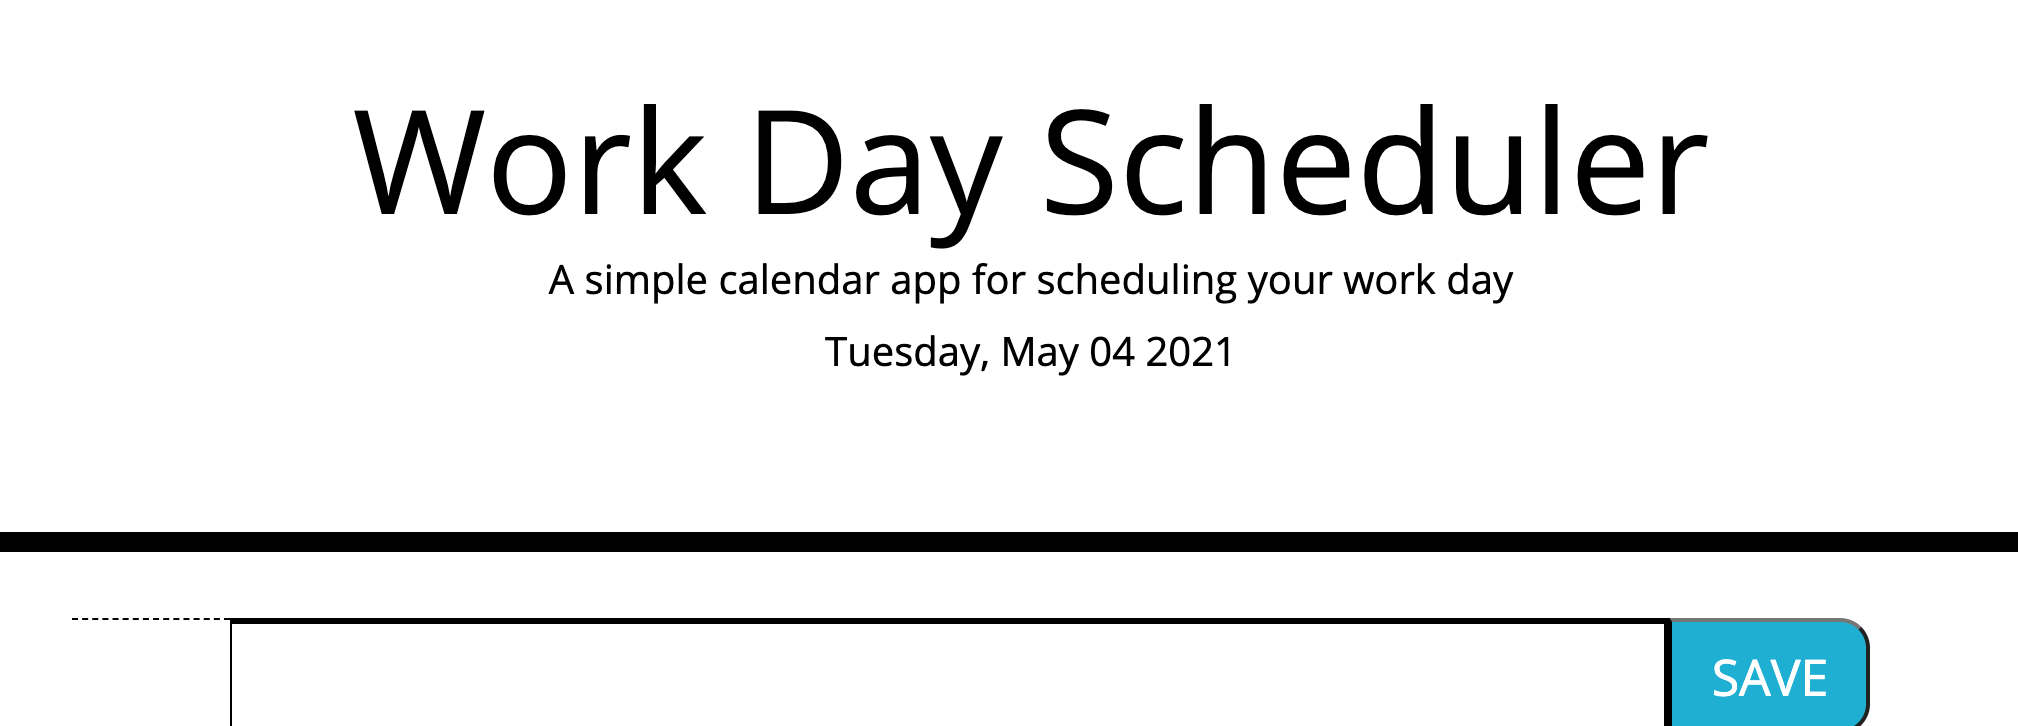 Work Day Scheduler
A simple calendar app for scheduling your work day
Tuesday, May 04 2021
SAVE